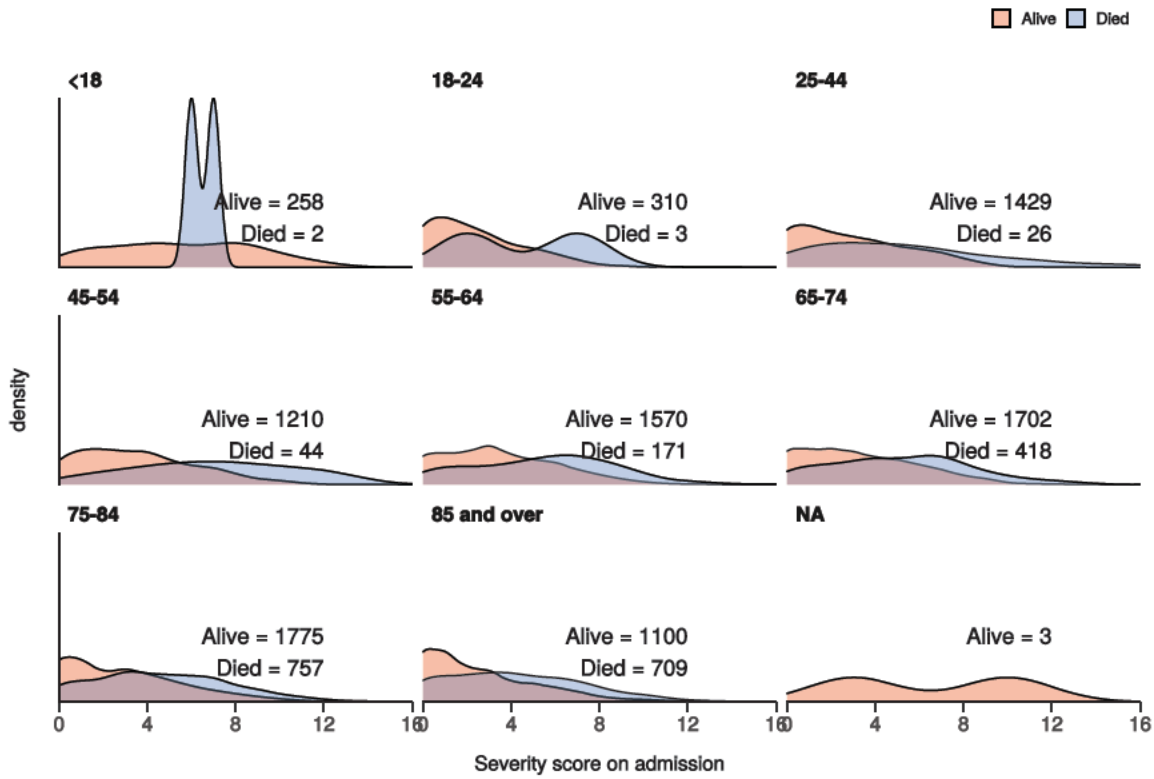 Alive Died
<18 18-24 25-44
Alive = 258 Alive = 310 Alive = 1429
Died = 2 Died = 3 Died = 26
45-54 55-64 65-74
Alive = 1210 Alive = 1570 Alive = 1702
Died = 44 Died = 171 Died = 418
density
75-84 85 and over NA
Alive = 1775 Alive = 1100 Alive = 3
Died = 757 Died = 709
0 4 8 12 16 0 4 8 12 16 0 4 8 12 16
Severity score on admission